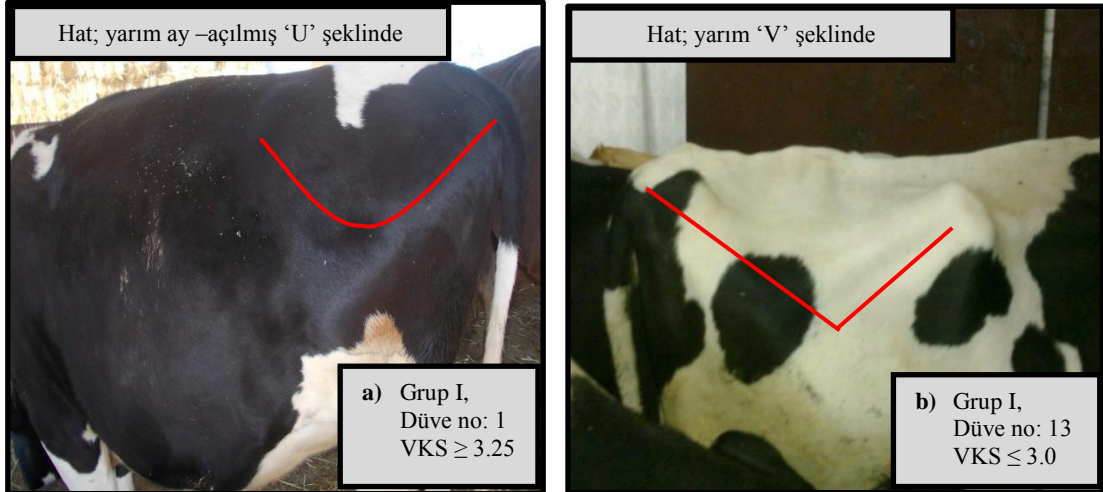 Hat; yarım ay –açılmış ‘U’ şeklinde
Hat; yarım ‘V’ şeklinde
a) Grup I,
Düve no: 1
VKS ≥ 3.25
b) Grup I,
Düve no: 13
VKS ≤ 3.0